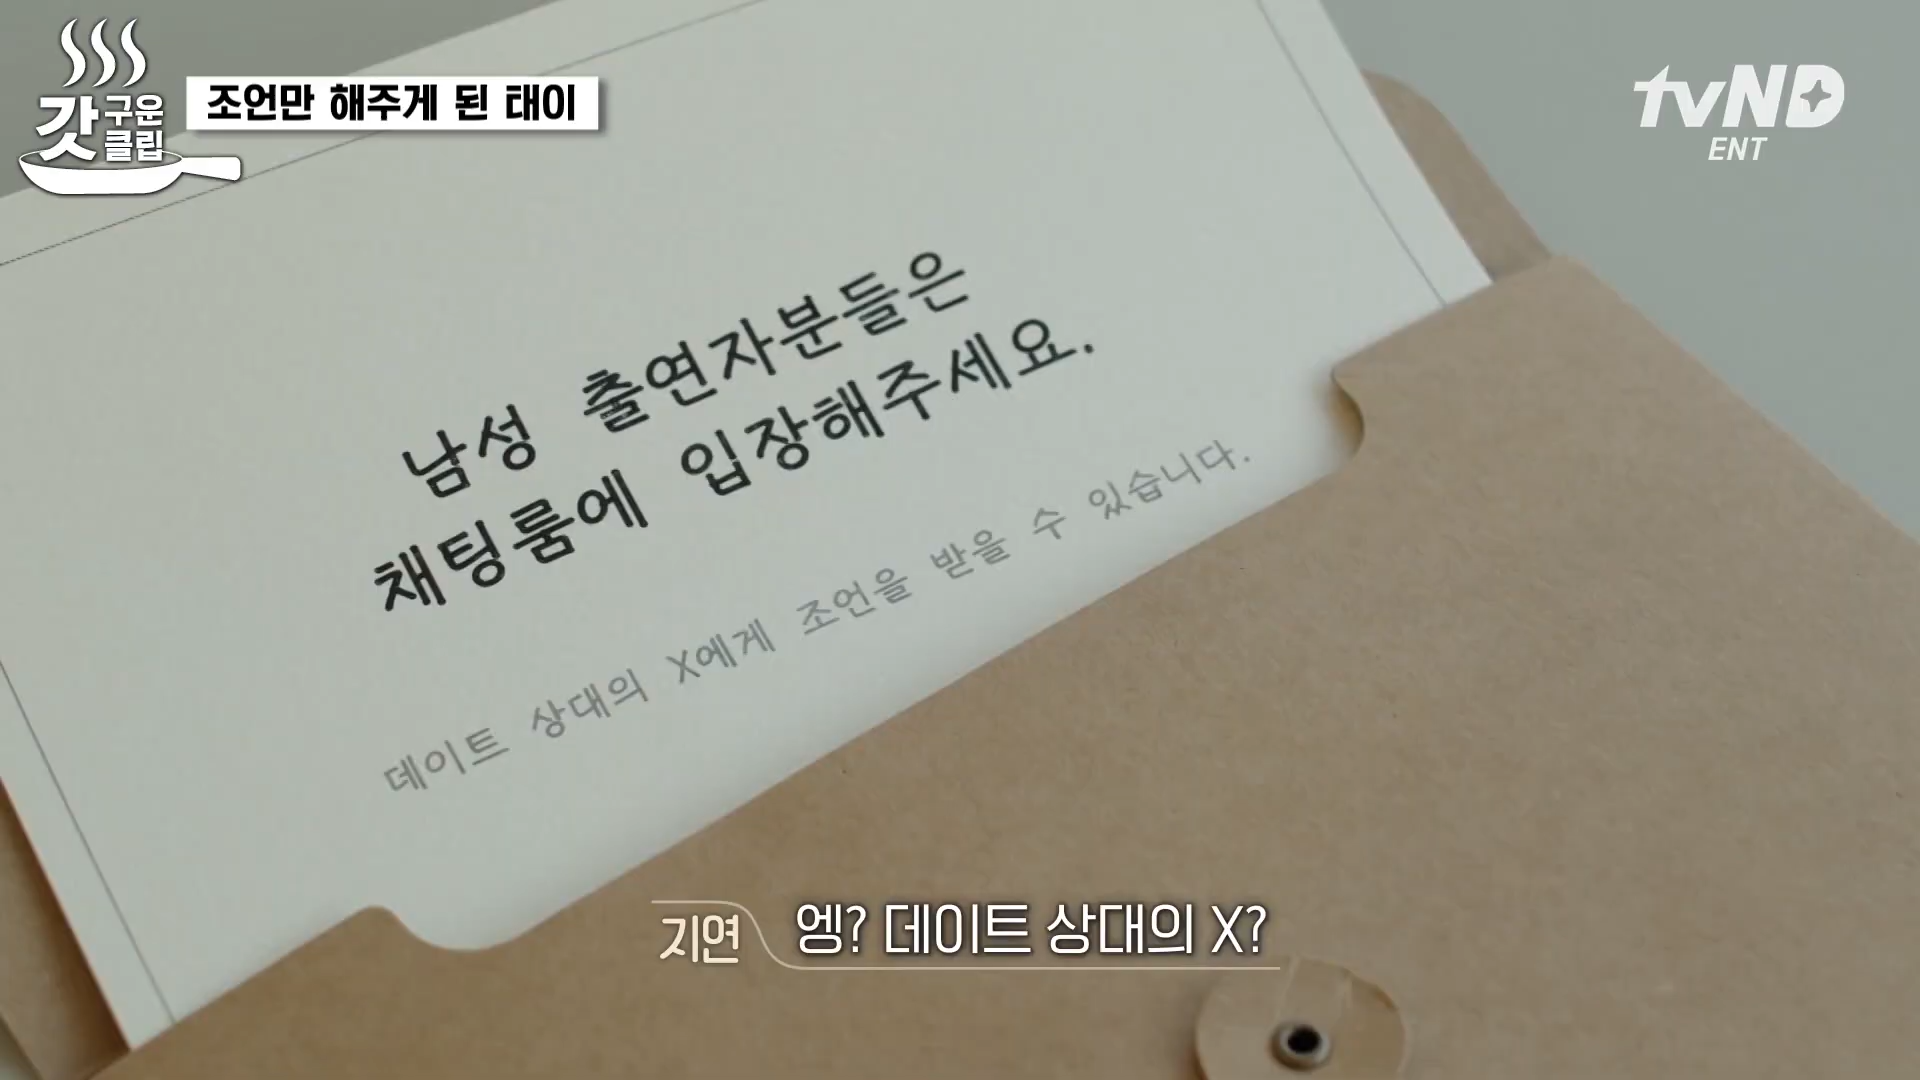 갓구운클립
조언만 해주게 된 태이
tvND
ENT
남성 출연자분들은
채팅룸에 입장해주세요.
데이트 상대의 X에게 조언을 받을 수 있습니다.
지연 엥? 데이트 상대의 X?